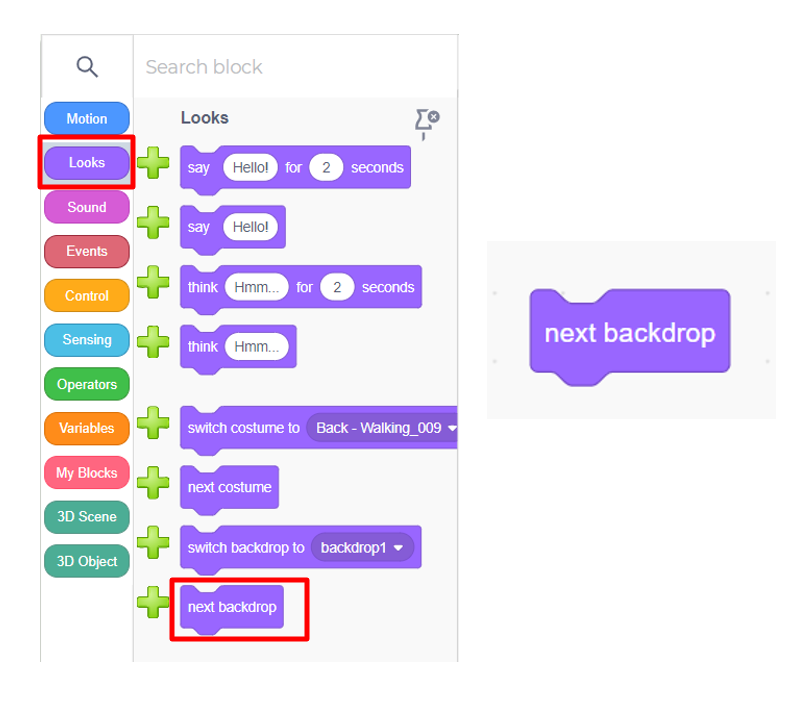 Search block
Motion
Looks
Sound
Events
Control
Sensing
Operators
Variables
My Blocks
3D Scene
3D Object
Looks
say Hello! for 2 seconds
say Hello!
think Hmm... for 2 seconds
think Hmm...
switch costume to Back - Walking_009
next costume
switch backdrop to backdrop1
next backdrop
next backdrop